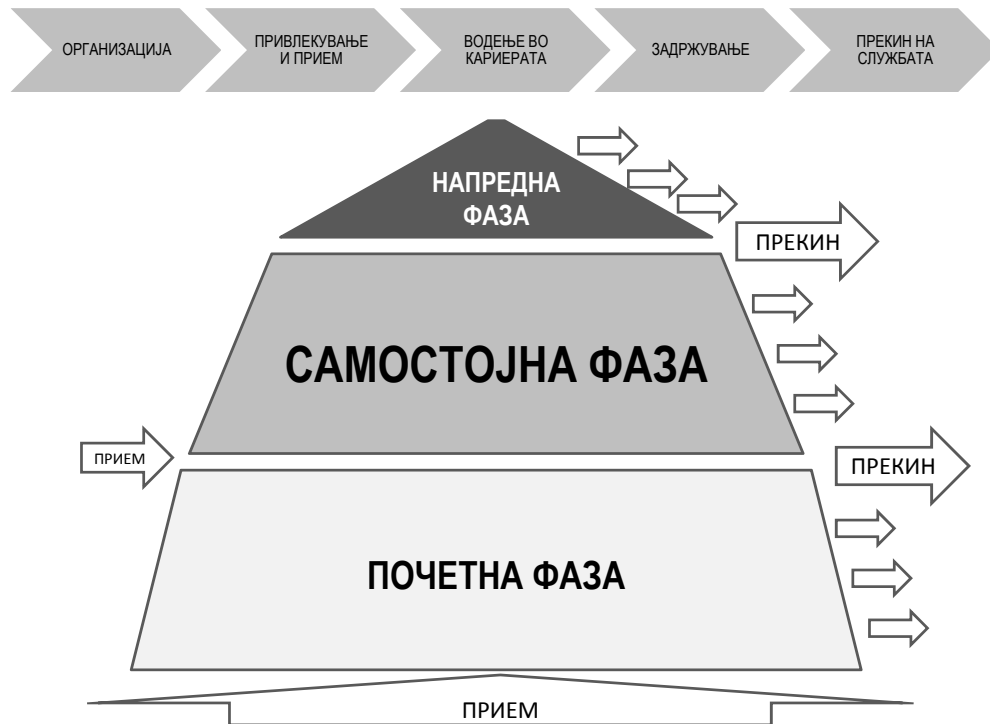 ОРГАНИЗАЦИЈА
ПРИВЛЕКУВАЊЕ
И ПРИЕМ
ВОДЕЊЕ ВО
КАРИЕРАТА
ЗАДРЖУВАЊЕ
ПРЕКИН НА
СЛУЖБАТА
НАПРЕДНА
ФАЗА
ПРЕКИН
САМОСТОЈНА ФАЗА
ПРИЕМ
ПРЕКИН
ПОЧЕТНА ФАЗА
ПРИЕМ